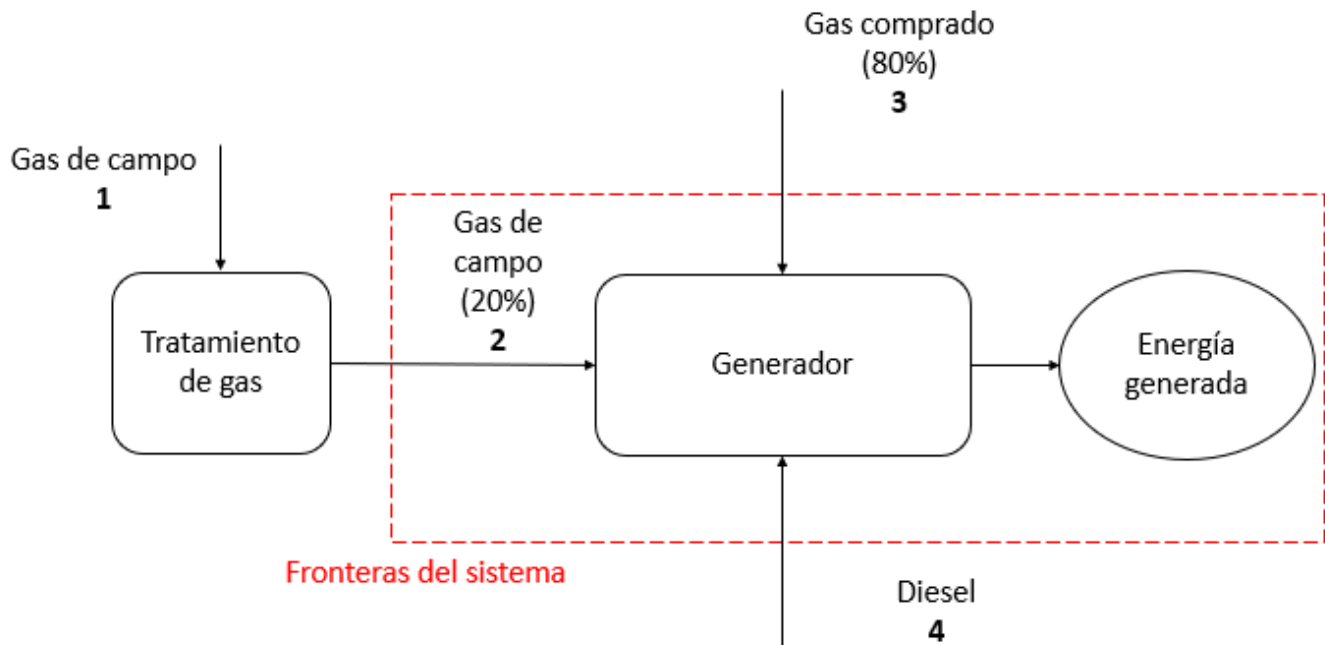 Gas comprado
(80%)
3
Gas de campo
1
Gas de
campo
(20%)
2
Tratamiento
de gas
Generador
Energía
generada
Fronteras del sistema
Diesel
4